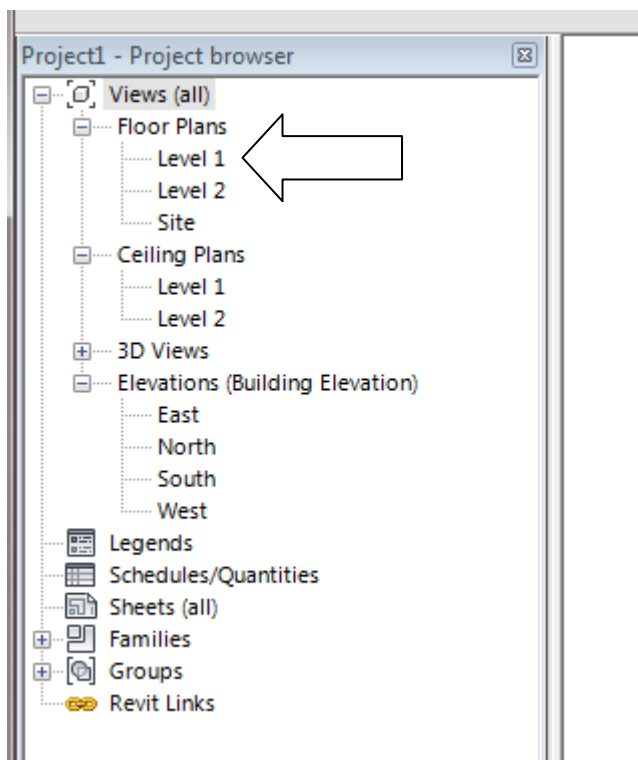 Project1 - Project browser
Views (all)
Floor Plans
Level 1
Level 2
Site
Ceiling Plans
Level 1
Level 2
3D Views
Elevations (Building Elevation)
East
North
South
West
Legends
Schedules/Quantities
Sheets (all)
Families
Groups
Revit Links